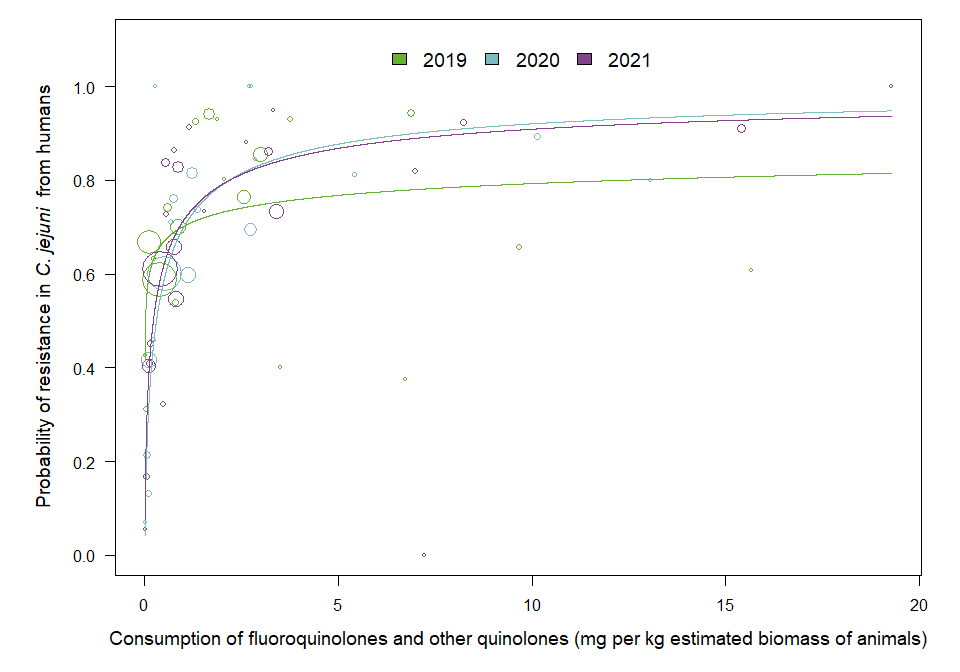 2019 2020 2021
1.0
0.8
0.6
0.4
0.2
0.0
Probability of resistance in C. jejuni from humans
0 5 10 15 20
Consumption of fluoroquinolones and other quinolones (mg per kg estimated biomass of animals)